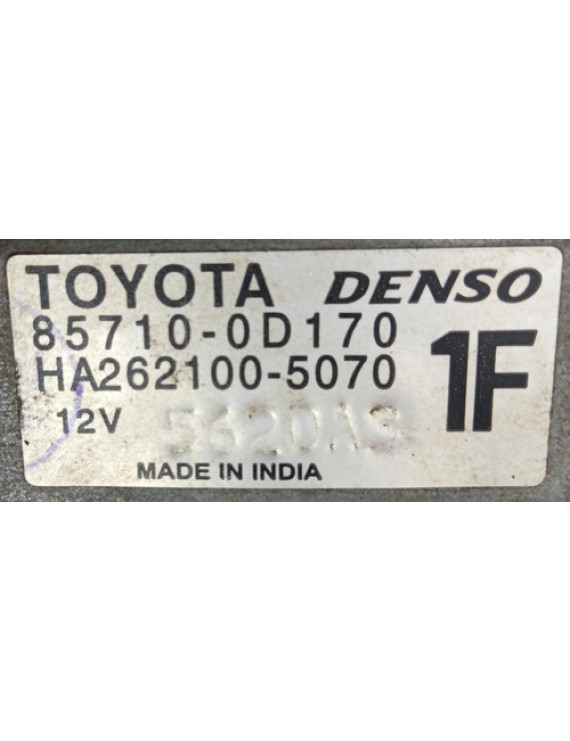 TOYOTA DENSO
85710-0D170
HA262100-5070
1F
12V
MADE IN INDIA